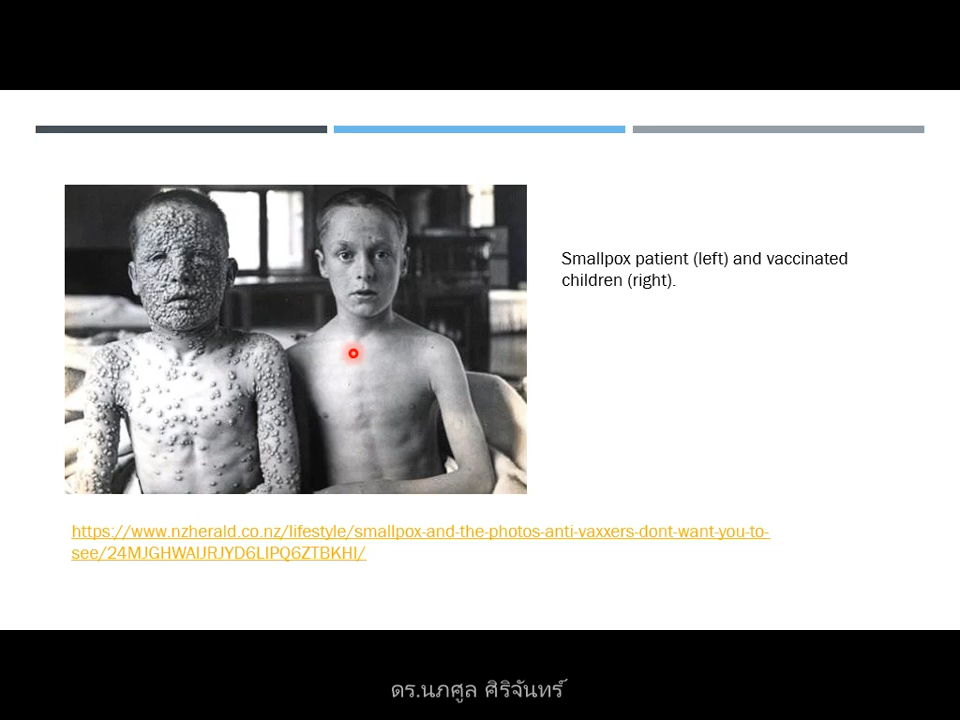 Smallpox patient (left) and vaccinated
children (right).
https://www.nzherald.co.nz/lifestyle/smallpox-and-the-photos-anti-vaxxers-dont-want-you-to-
see/24MJGHWAIJRJYD6LIPQ6ZTBKHI/
ดร.นภศูล ศิริจันทร์